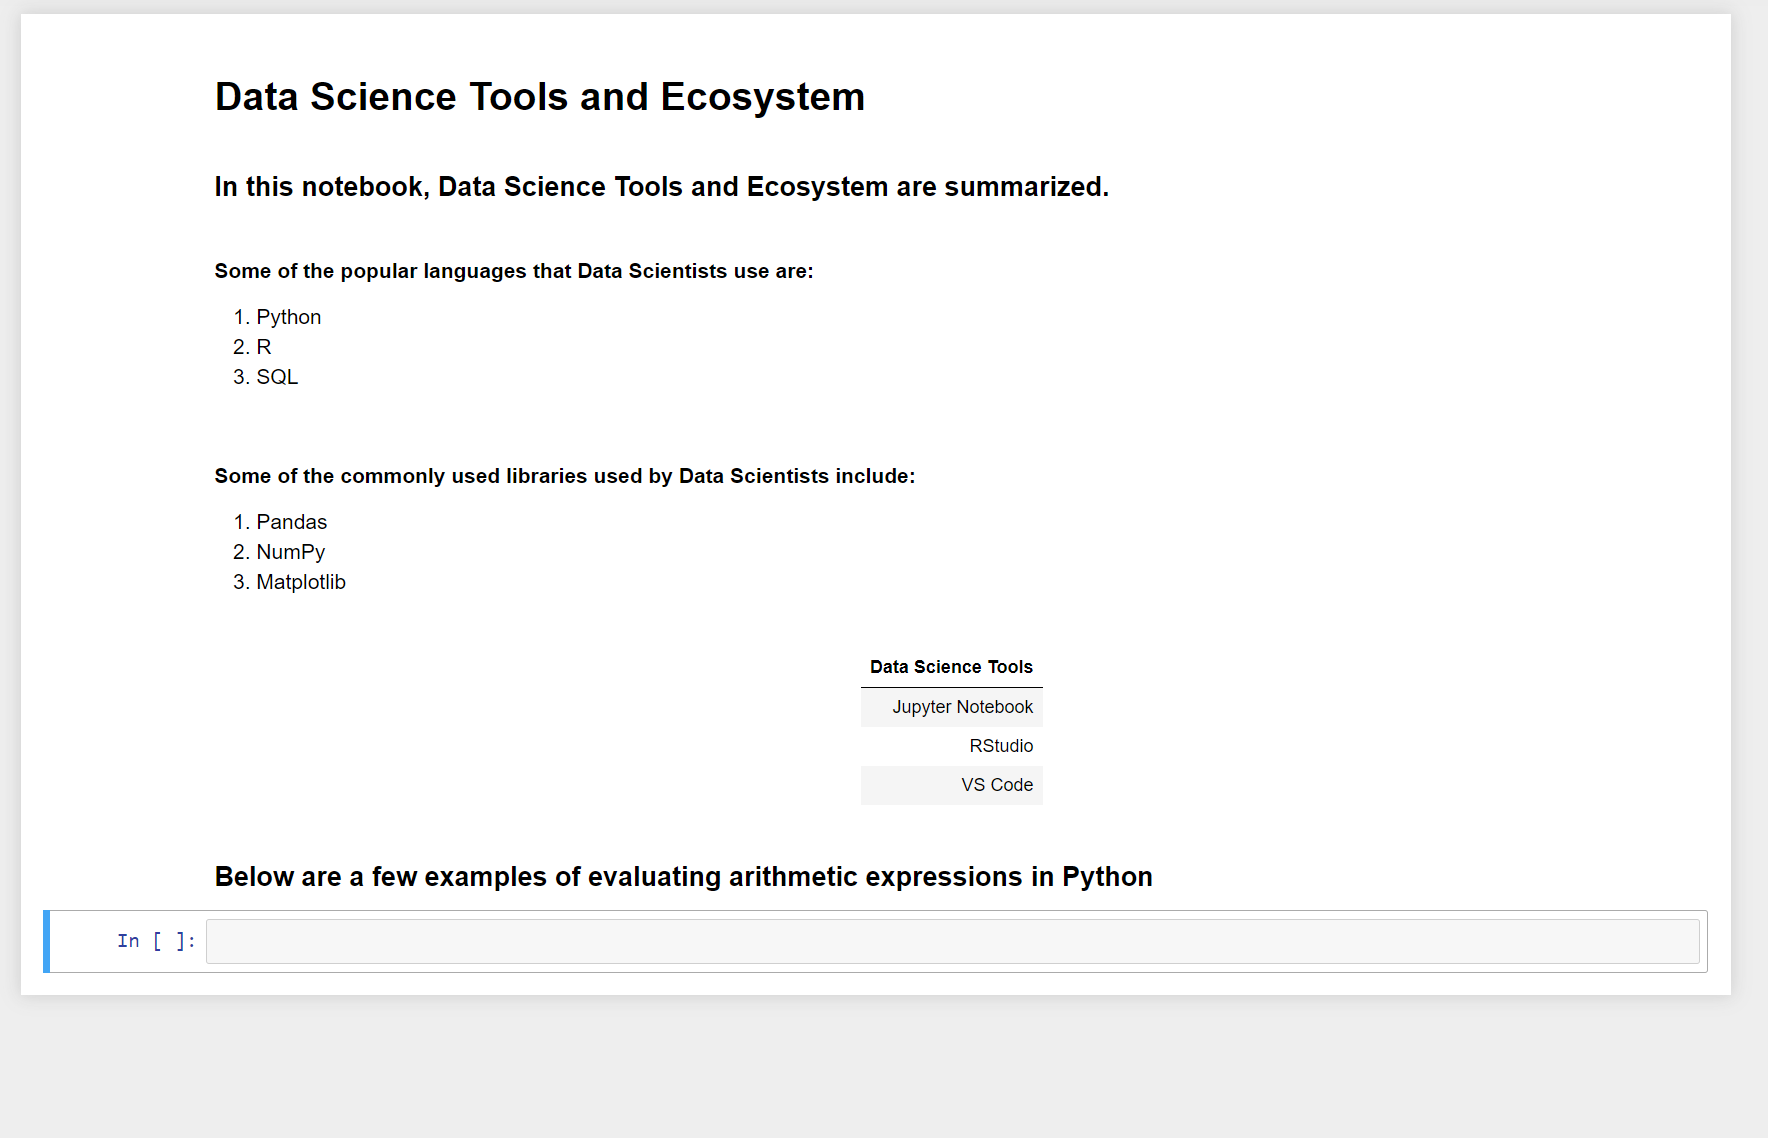 Data Science Tools and Ecosystem
In this notebook, Data Science Tools and Ecosystem are summarized.
Some of the popular languages that Data Scientists use are:
1. Python
2. R
3. SQL
Some of the commonly used libraries used by Data Scientists include:
1. Pandas
2. NumPy
3. Matplotlib
Data Science Tools
Jupyter Notebook
RStudio
VS Code
Below are a few examples of evaluating arithmetic expressions in Python
In [ ]: